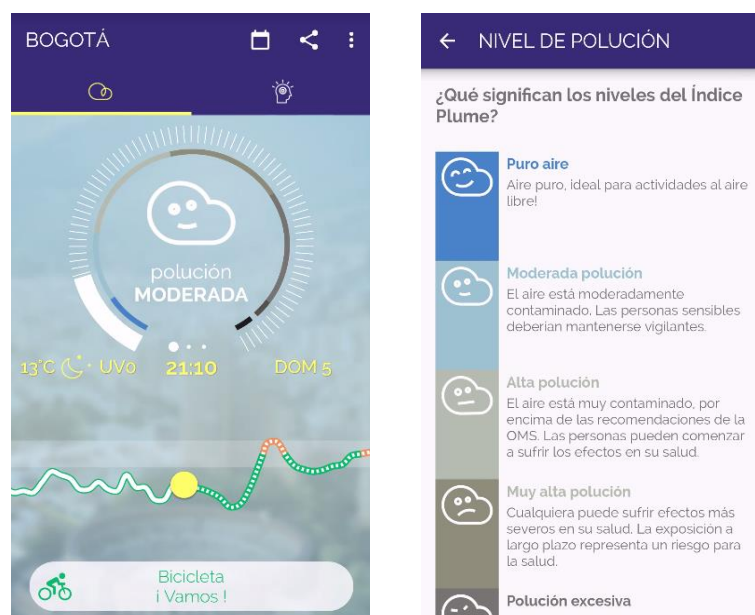 BOGOTÁ
polución
MODERADA
13°C UV0 21:10 DOM 5
Bicicleta
¡ Vamos !
NIVEL DE POLUCIÓN
¿Qué significan los niveles del Índice
Plume?
Puro aire
Aire puro, ideal para actividades al aire
libre!
Moderada polución
El aire está moderadamente
contaminado. Las personas sensibles
deberían mantenerse vigilantes.
Alta polución
El aire está muy contaminado, por
encima de las recomendaciones de la
OMS. Las personas pueden comenzar
a sufrir los efectos en su salud.
Muy alta polución
Cualquiera puede sufrir efectos más
severos en su salud. La exposición a
largo plazo representa un riesgo para
la salud.
Polución excesiva